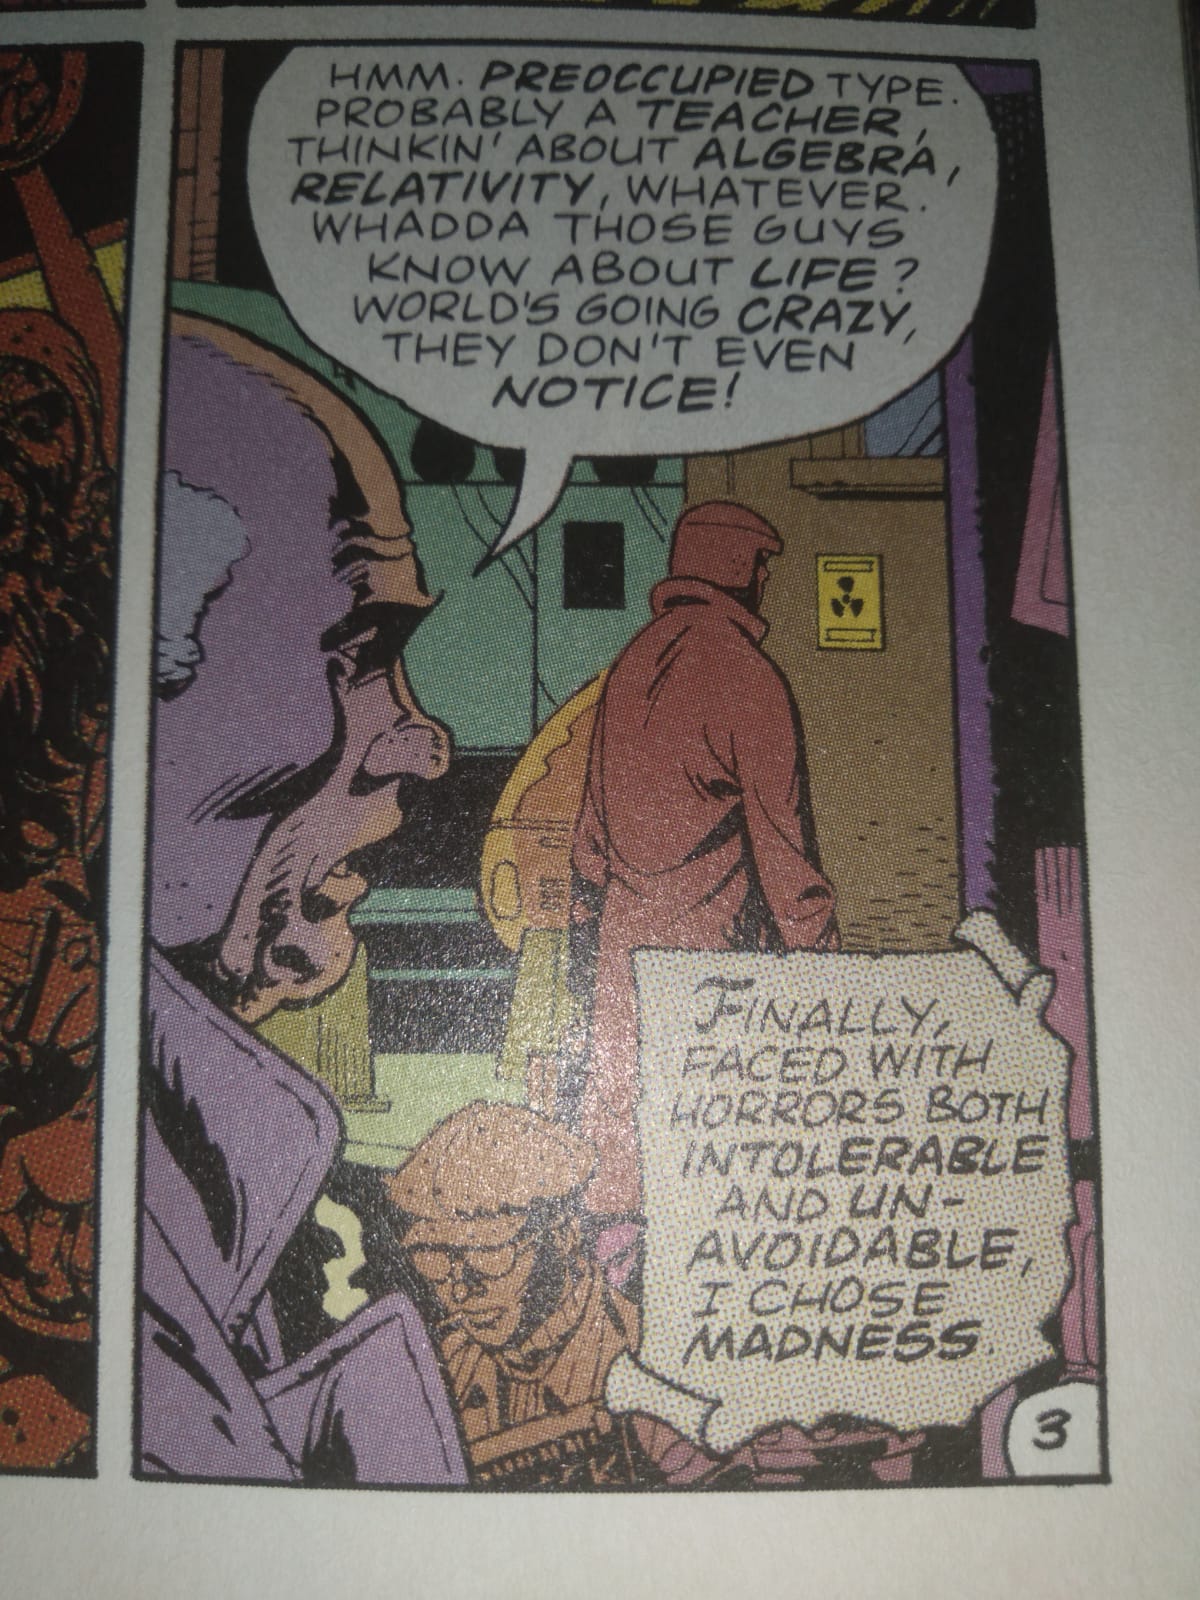 HMM. PREOCCUPIED TYPE.
PROBABLY A TEACHER,
THINKIN' ABOUT ALGEBRA,
RELATIVITY, WHATEVER.
WHADDA THOSE GUYS
KNOW ABOUT LIFE?
WORLD'S GOING CRAZY,
THEY DON'T EVEN
NOTICE!
FINALLY,
FACED WITH
HORRORS BOTH
INTOLERABLE
AND UN-
AVOIDABLE,
I CHOSE
MADNESS.
3